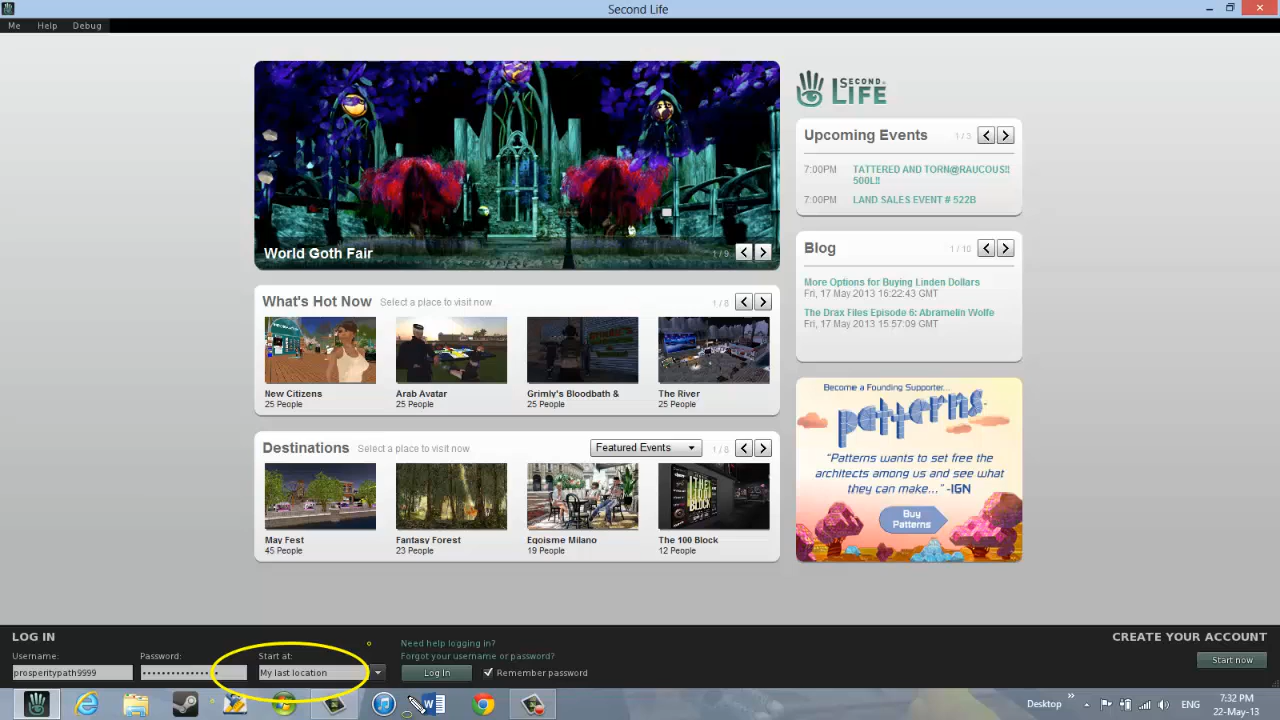 Second Life
Me Help Debug
World Goth Fair
1 / 9
SECOND
LIFE
Upcoming Events
1 / 3
7:00PM TATTERED AND TORN@RAUCOUS!!
500L!!
7:00PM LAND SALES EVENT # 522B
Blog
1 / 10
More Options for Buying Linden Dollars
Fri, 17 May 2013 16:22:43 GMT
The Drax Files Episode 6: Abramelin Wolfe
Fri, 17 May 2013 15:57:09 GMT
What's Hot Now Select a place to visit now
1 / 8
New Citizens
25 People
Arab Avatar
25 People
Grimly's Bloodbath &
25 People
The River
25 People
Destinations Select a place to visit now
Featured Events
1 / 8
May Fest
45 People
Fantasy Forest
23 People
Egoisme Milano
19 People
THE
100
BLOCK
The 100 Block
12 People
Become a Founding Supporter...
patterns
"Patterns wants to set free the
architects among us and see what
they can make..." -IGN
Buy
Patterns
LOG IN
Username:
prosperitypath9999
Password:
Start at:
My last location
Need help logging in?
Forgot your username or password?
Log In
Remember password
CREATE YOUR ACCOUNT
Start now
Desktop
ENG
7:32 PM
22-May-13